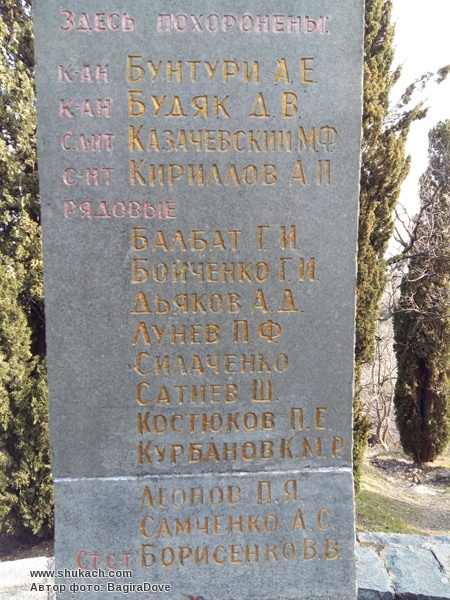 ЗДЕСЬ ПОХОРОНЕНЫ:
К-АН БУНТУРИ А.Е.
К-АН БУДЯК Д.В.
С.Л-НТ КАЗАЧЕВСКИЙ М.Ф.
С-НТ КИРИЛЛОВ А.П.
РЯДОВЫЕ
БАЛБАТ Г.И.
БОЙЧЕНКО Г.И.
ДЬЯКОВ А.Д.
ЛУНЕВ П.Ф.
СИЛАЧЕНКО
САТНЕВ Ш.
КОСТЮКОВ П.Е.
КУРБАНОВ К.М.Р.
ЛЕОНОВ П.Я.
САМЧЕНКО А.С.
СТ СТ БОРИСЕНКО В.В.
www.shukach.com
Автор фото: BagiraDove